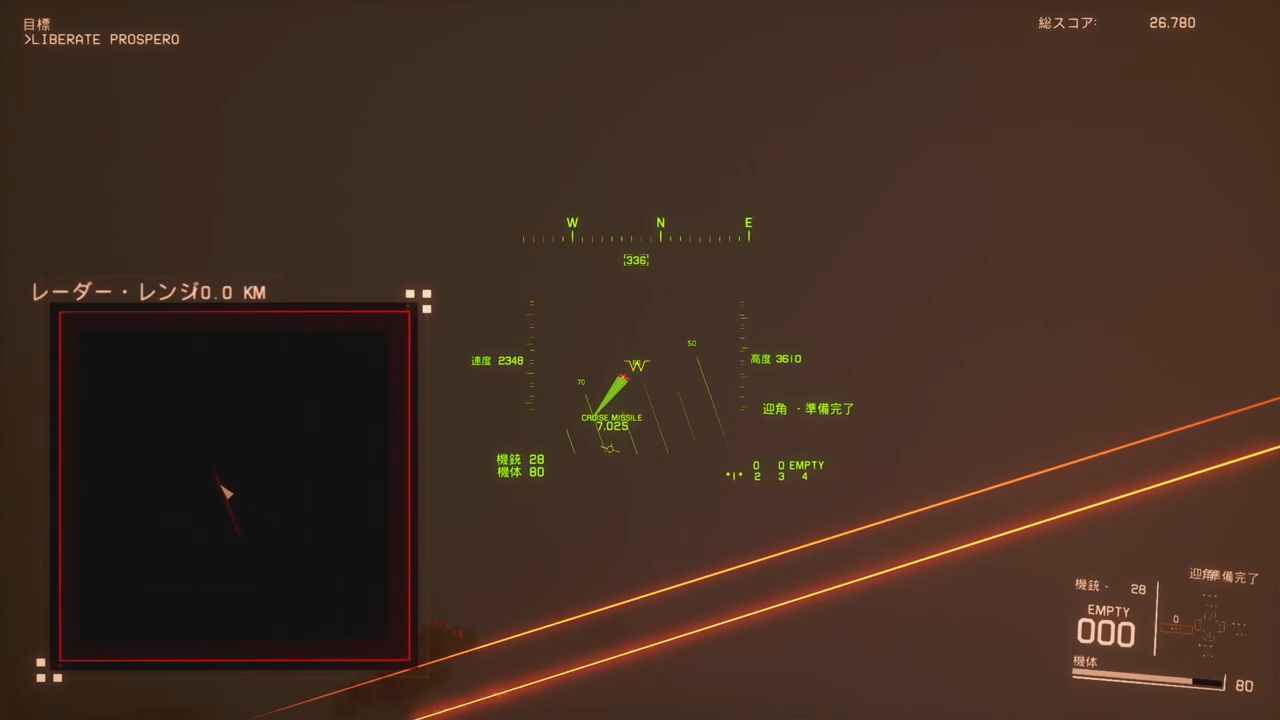 目標
>LIBERATE PROSPERO
総スコア: 26.780
W N E
336
レーダー・レンジ0.0 KM
速度 2348
高度 3610
50
70
CRUISE MISSILE
7,025
迎角 - 準備完了
機銃 28
機体 80
0 0 EMPTY
1 2 3 4
迎角準備完了
機銃 - 28
EMPTY
000
0
機体
80